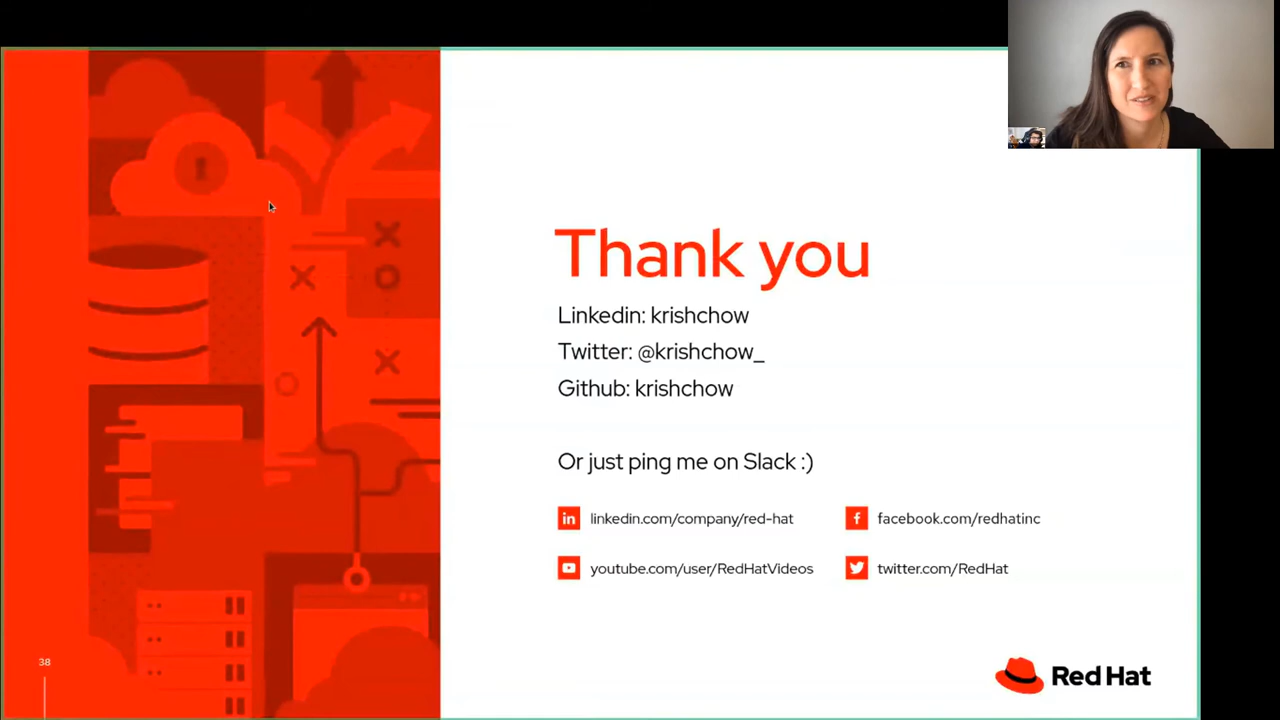 Thank you
Linkedin: krishchow
Twitter: @krishchow_
Github: krishchow
Or just ping me on Slack :)
linkedin.com/company/red-hat
facebook.com/redhatinc
youtube.com/user/RedHatVideos
twitter.com/RedHat
38
Red Hat